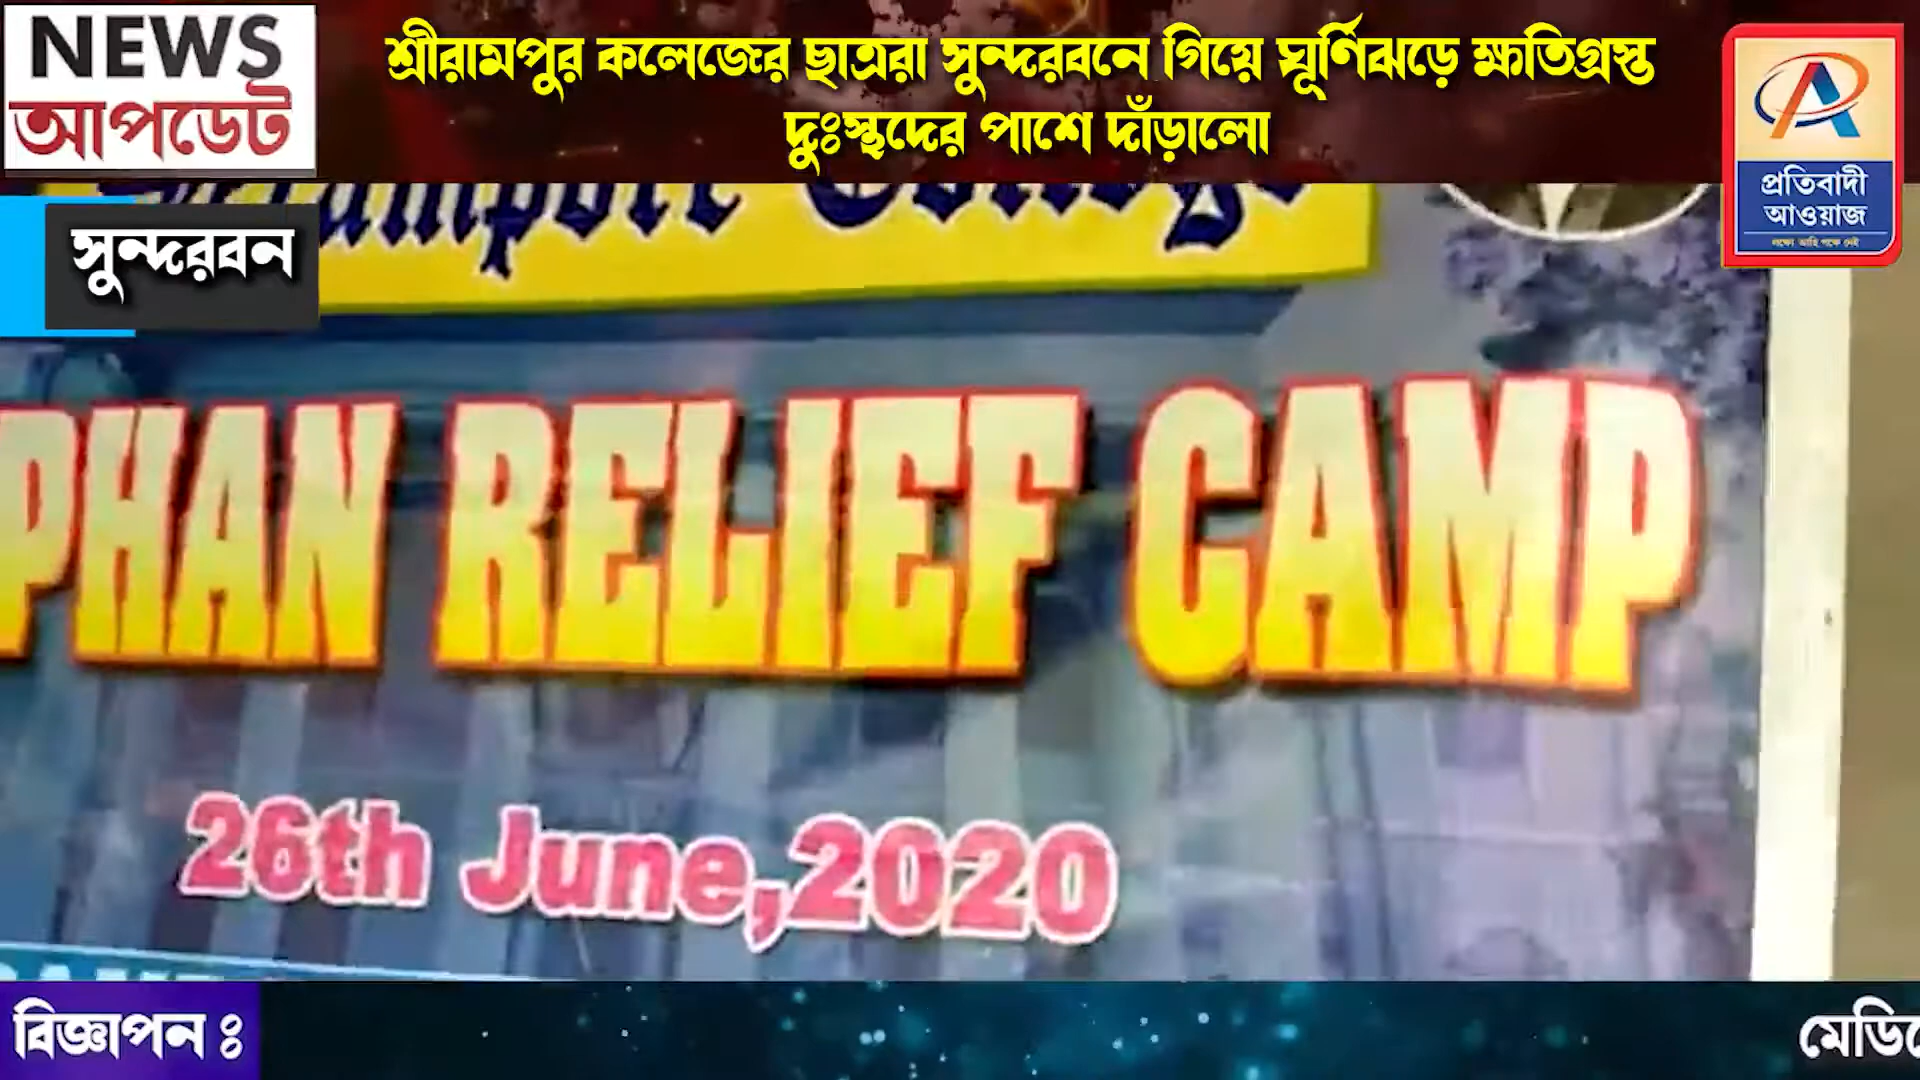 NEWS
আপডেট
শ্রীরামপুর কলেজের ছাত্ররা সুন্দরবনে গিয়ে ঘূর্ণিঝড়ে ক্ষতিগ্রস্ত
দুঃস্থদের পাশে দাঁড়ালো
প্রতিবাদী
আওয়াজ
সুন্দরবন
College
PHAN RELIEF CAMP
26th June,2020
বিজ্ঞাপন ঃ
মেডি